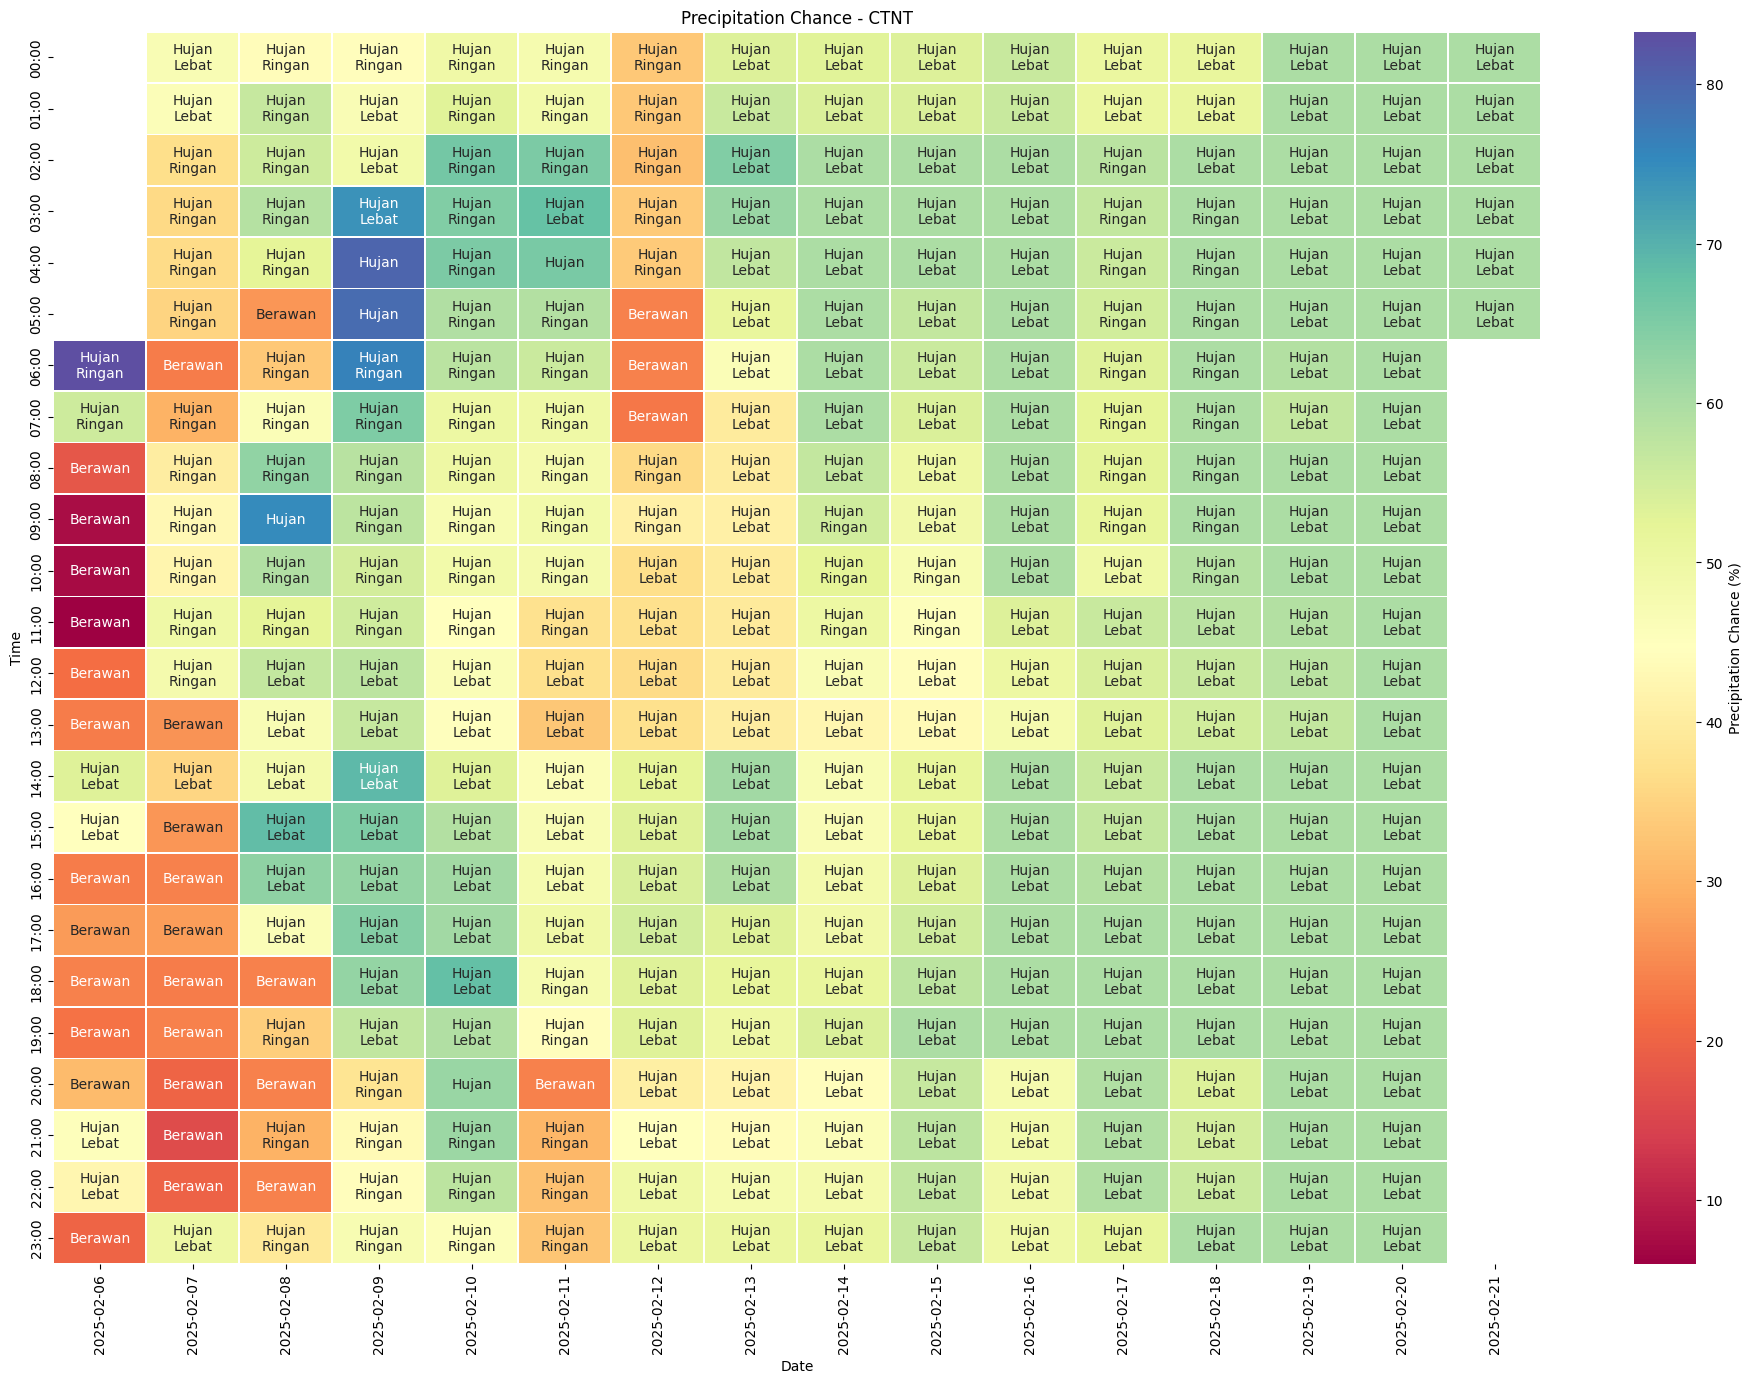 Precipitation Chance - CTNT
00:00 Hujan Lebat Hujan Ringan Hujan Ringan Hujan Ringan Hujan Ringan Hujan Ringan Hujan Lebat Hujan Lebat Hujan Lebat Hujan Lebat Hujan Lebat Hujan Lebat Hujan Lebat Hujan Lebat Hujan Lebat
01:00 Hujan Lebat Hujan Ringan Hujan Lebat Hujan Ringan Hujan Ringan Hujan Ringan Hujan Lebat Hujan Lebat Hujan Lebat Hujan Lebat Hujan Lebat Hujan Lebat Hujan Lebat Hujan Lebat Hujan Lebat
02:00 Hujan Ringan Hujan Ringan Hujan Lebat Hujan Ringan Hujan Ringan Hujan Ringan Hujan Lebat Hujan Lebat Hujan Lebat Hujan Lebat Hujan Ringan Hujan Lebat Hujan Lebat Hujan Lebat Hujan Lebat
03:00 Hujan Ringan Hujan Ringan Hujan Lebat Hujan Ringan Hujan Lebat Hujan Ringan Hujan Lebat Hujan Lebat Hujan Lebat Hujan Lebat Hujan Ringan Hujan Ringan Hujan Lebat Hujan Lebat Hujan Lebat
04:00 Hujan Ringan Hujan Ringan Hujan Hujan Ringan Hujan Hujan Ringan Hujan Lebat Hujan Lebat Hujan Lebat Hujan Lebat Hujan Ringan Hujan Ringan Hujan Lebat Hujan Lebat Hujan Lebat
05:00 Hujan Ringan Berawan Hujan Hujan Ringan Hujan Ringan Berawan Hujan Lebat Hujan Lebat Hujan Lebat Hujan Lebat Hujan Ringan Hujan Ringan Hujan Lebat Hujan Lebat Hujan Lebat
06:00 Hujan Ringan Berawan Hujan Ringan Hujan Ringan Hujan Ringan Hujan Ringan Berawan Hujan Lebat Hujan Lebat Hujan Lebat Hujan Lebat Hujan Ringan Hujan Ringan Hujan Lebat Hujan Lebat
07:00 Hujan Ringan Hujan Ringan Hujan Ringan Hujan Ringan Hujan Ringan Hujan Ringan Berawan Hujan Lebat Hujan Lebat Hujan Lebat Hujan Lebat Hujan Ringan Hujan Ringan Hujan Lebat Hujan Lebat
08:00 Berawan Hujan Ringan Hujan Ringan Hujan Ringan Hujan Ringan Hujan Ringan Hujan Ringan Hujan Lebat Hujan Lebat Hujan Lebat Hujan Lebat Hujan Ringan Hujan Ringan Hujan Lebat Hujan Lebat
09:00 Berawan Hujan Ringan Hujan Hujan Ringan Hujan Ringan Hujan Ringan Hujan Ringan Hujan Lebat Hujan Ringan Hujan Lebat Hujan Lebat Hujan Ringan Hujan Ringan Hujan Lebat Hujan Lebat
10:00 Berawan Hujan Ringan Hujan Ringan Hujan Ringan Hujan Ringan Hujan Ringan Hujan Lebat Hujan Lebat Hujan Ringan Hujan Ringan Hujan Lebat Hujan Lebat Hujan Ringan Hujan Lebat Hujan Lebat
11:00 Berawan Hujan Ringan Hujan Ringan Hujan Ringan Hujan Ringan Hujan Ringan Hujan Lebat Hujan Lebat Hujan Ringan Hujan Ringan Hujan Lebat Hujan Lebat Hujan Lebat Hujan Lebat Hujan Lebat
12:00 Berawan Hujan Ringan Hujan Lebat Hujan Lebat Hujan Lebat Hujan Lebat Hujan Lebat Hujan Lebat Hujan Lebat Hujan Lebat Hujan Lebat Hujan Lebat Hujan Lebat Hujan Lebat Hujan Lebat
13:00 Berawan Berawan Hujan Lebat Hujan Lebat Hujan Lebat Hujan Lebat Hujan Lebat Hujan Lebat Hujan Lebat Hujan Lebat Hujan Lebat Hujan Lebat Hujan Lebat Hujan Lebat Hujan Lebat
14:00 Hujan Lebat Hujan Lebat Hujan Lebat Hujan Lebat Hujan Lebat Hujan Lebat Hujan Lebat Hujan Lebat Hujan Lebat Hujan Lebat Hujan Lebat Hujan Lebat Hujan Lebat Hujan Lebat Hujan Lebat
15:00 Hujan Lebat Berawan Hujan Lebat Hujan Lebat Hujan Lebat Hujan Lebat Hujan Lebat Hujan Lebat Hujan Lebat Hujan Lebat Hujan Lebat Hujan Lebat Hujan Lebat Hujan Lebat Hujan Lebat
16:00 Berawan Berawan Hujan Lebat Hujan Lebat Hujan Lebat Hujan Lebat Hujan Lebat Hujan Lebat Hujan Lebat Hujan Lebat Hujan Lebat Hujan Lebat Hujan Lebat Hujan Lebat Hujan Lebat
17:00 Berawan Berawan Hujan Lebat Hujan Lebat Hujan Lebat Hujan Lebat Hujan Lebat Hujan Lebat Hujan Lebat Hujan Lebat Hujan Lebat Hujan Lebat Hujan Lebat Hujan Lebat Hujan Lebat
18:00 Berawan Berawan Berawan Hujan Lebat Hujan Lebat Hujan Ringan Hujan Lebat Hujan Lebat Hujan Lebat Hujan Lebat Hujan Lebat Hujan Lebat Hujan Lebat Hujan Lebat Hujan Lebat
19:00 Berawan Berawan Hujan Ringan Hujan Lebat Hujan Lebat Hujan Ringan Hujan Lebat Hujan Lebat Hujan Lebat Hujan Lebat Hujan Lebat Hujan Lebat Hujan Lebat Hujan Lebat Hujan Lebat
20:00 Berawan Berawan Berawan Hujan Ringan Hujan Berawan Hujan Lebat Hujan Lebat Hujan Lebat Hujan Lebat Hujan Lebat Hujan Lebat Hujan Lebat Hujan Lebat Hujan Lebat
21:00 Hujan Lebat Berawan Hujan Ringan Hujan Ringan Hujan Ringan Hujan Ringan Hujan Lebat Hujan Lebat Hujan Lebat Hujan Lebat Hujan Lebat Hujan Lebat Hujan Lebat Hujan Lebat Hujan Lebat
22:00 Hujan Lebat Berawan Berawan Hujan Ringan Hujan Ringan Hujan Ringan Hujan Lebat Hujan Lebat Hujan Lebat Hujan Lebat Hujan Lebat Hujan Lebat Hujan Lebat Hujan Lebat Hujan Lebat
23:00 Berawan Hujan Lebat Hujan Ringan Hujan Ringan Hujan Ringan Hujan Ringan Hujan Lebat Hujan Lebat Hujan Lebat Hujan Lebat Hujan Lebat Hujan Lebat Hujan Lebat Hujan Lebat Hujan Lebat
Time
2025-02-06 2025-02-07 2025-02-08 2025-02-09 2025-02-10 2025-02-11 2025-02-12 2025-02-13 2025-02-14 2025-02-15 2025-02-16 2025-02-17 2025-02-18 2025-02-19 2025-02-20 2025-02-21
Date
80
70
60
50
40
30
20
10
Precipitation Chance (%)